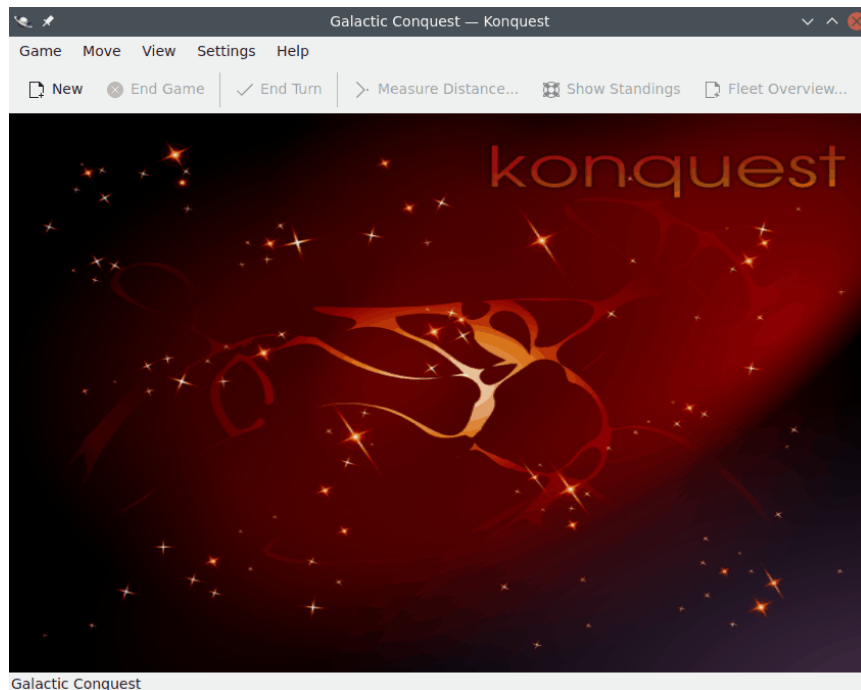 Galactic Conquest — Konquest
Game Move View Settings Help
New End Game End Turn Measure Distance... Show Standings Fleet Overview...
konquest
Galactic Conquest